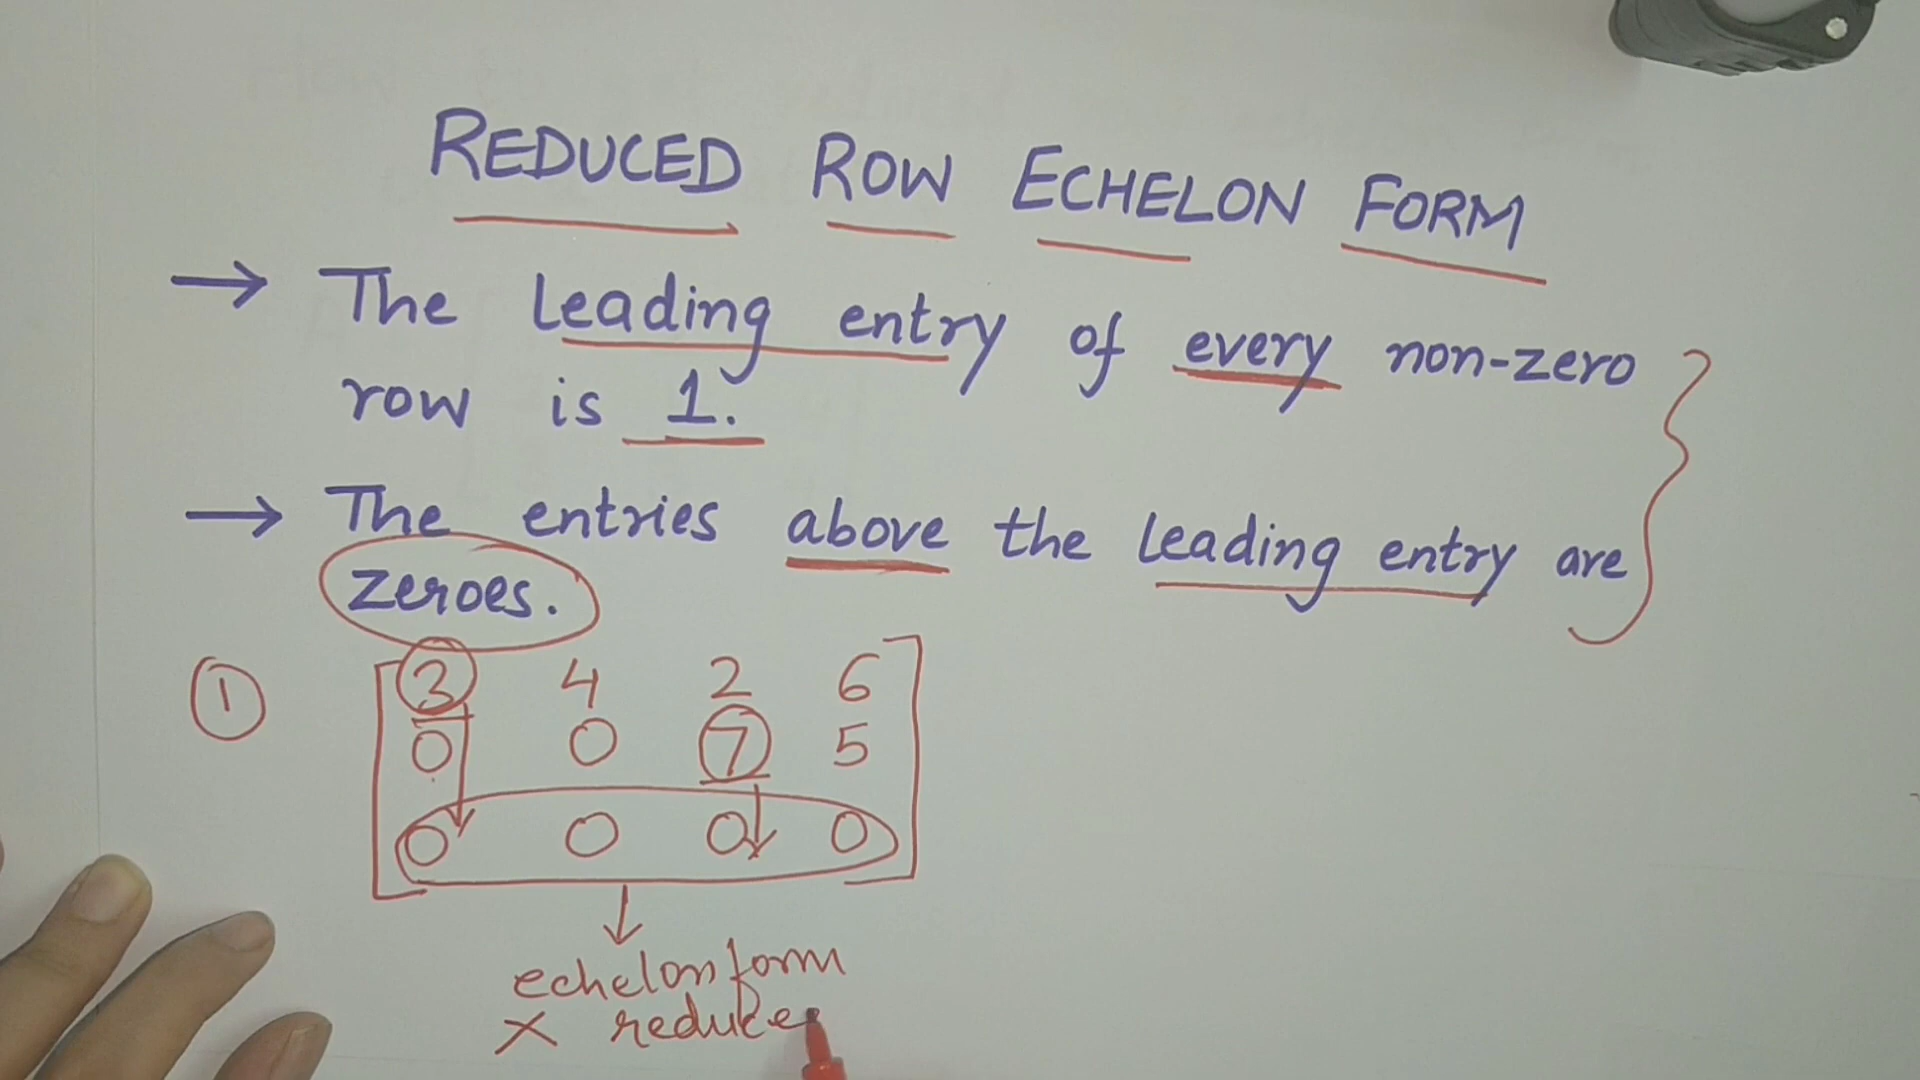 REDUCED ROW ECHELON FORM
→ The leading entry of every non-zero
row is 1.
→ The entries above the leading entry are
zeroes.
① 3 4 2 6
0 0 7 5
0 0 0 0
echelon form
× reduce